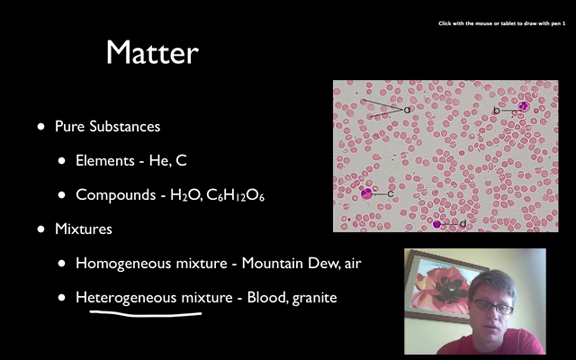 Click with the mouse or tablet to draw with pen 1
Matter
• Pure Substances
• Elements - He, C
• Compounds - H₂O, C₆H₁₂O₆
• Mixtures
• Homogeneous mixture - Mountain Dew, air
• Heterogeneous mixture - Blood, granite
a
b
c
d